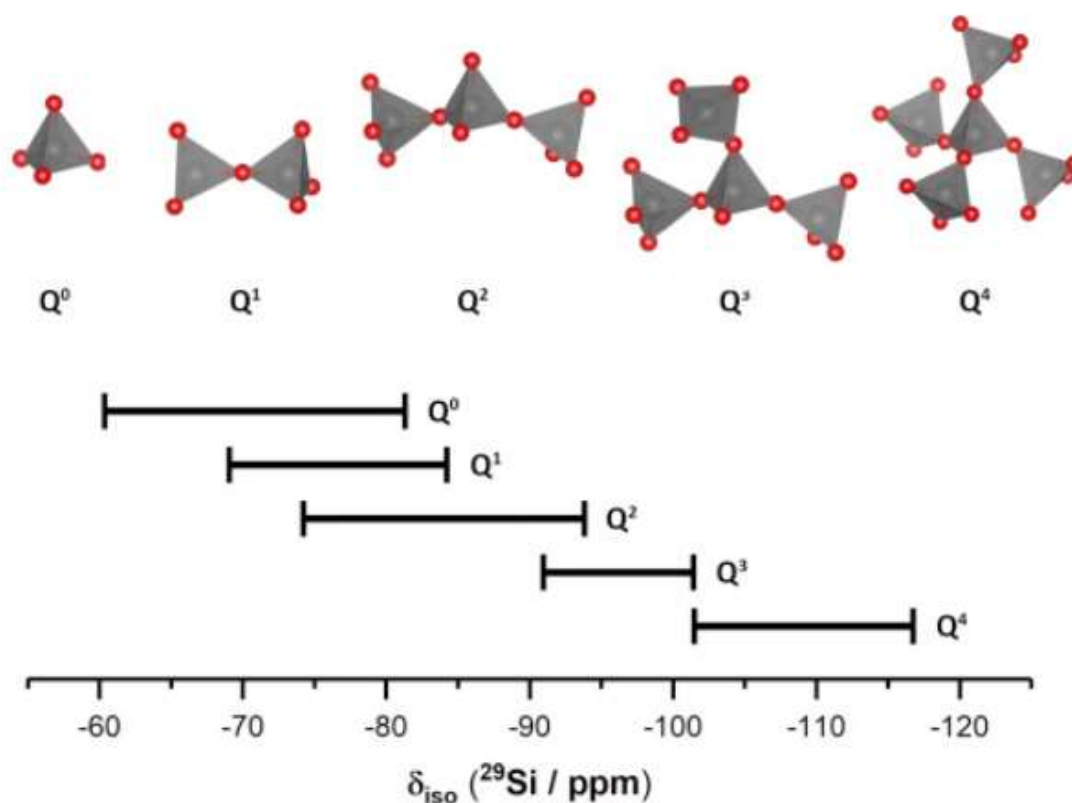 Q⁰ Q¹ Q² Q³ Q⁴
Q⁰
Q¹
Q²
Q³
Q⁴
-60 -70 -80 -90 -100 -110 -120
δiso (²⁹Si / ppm)